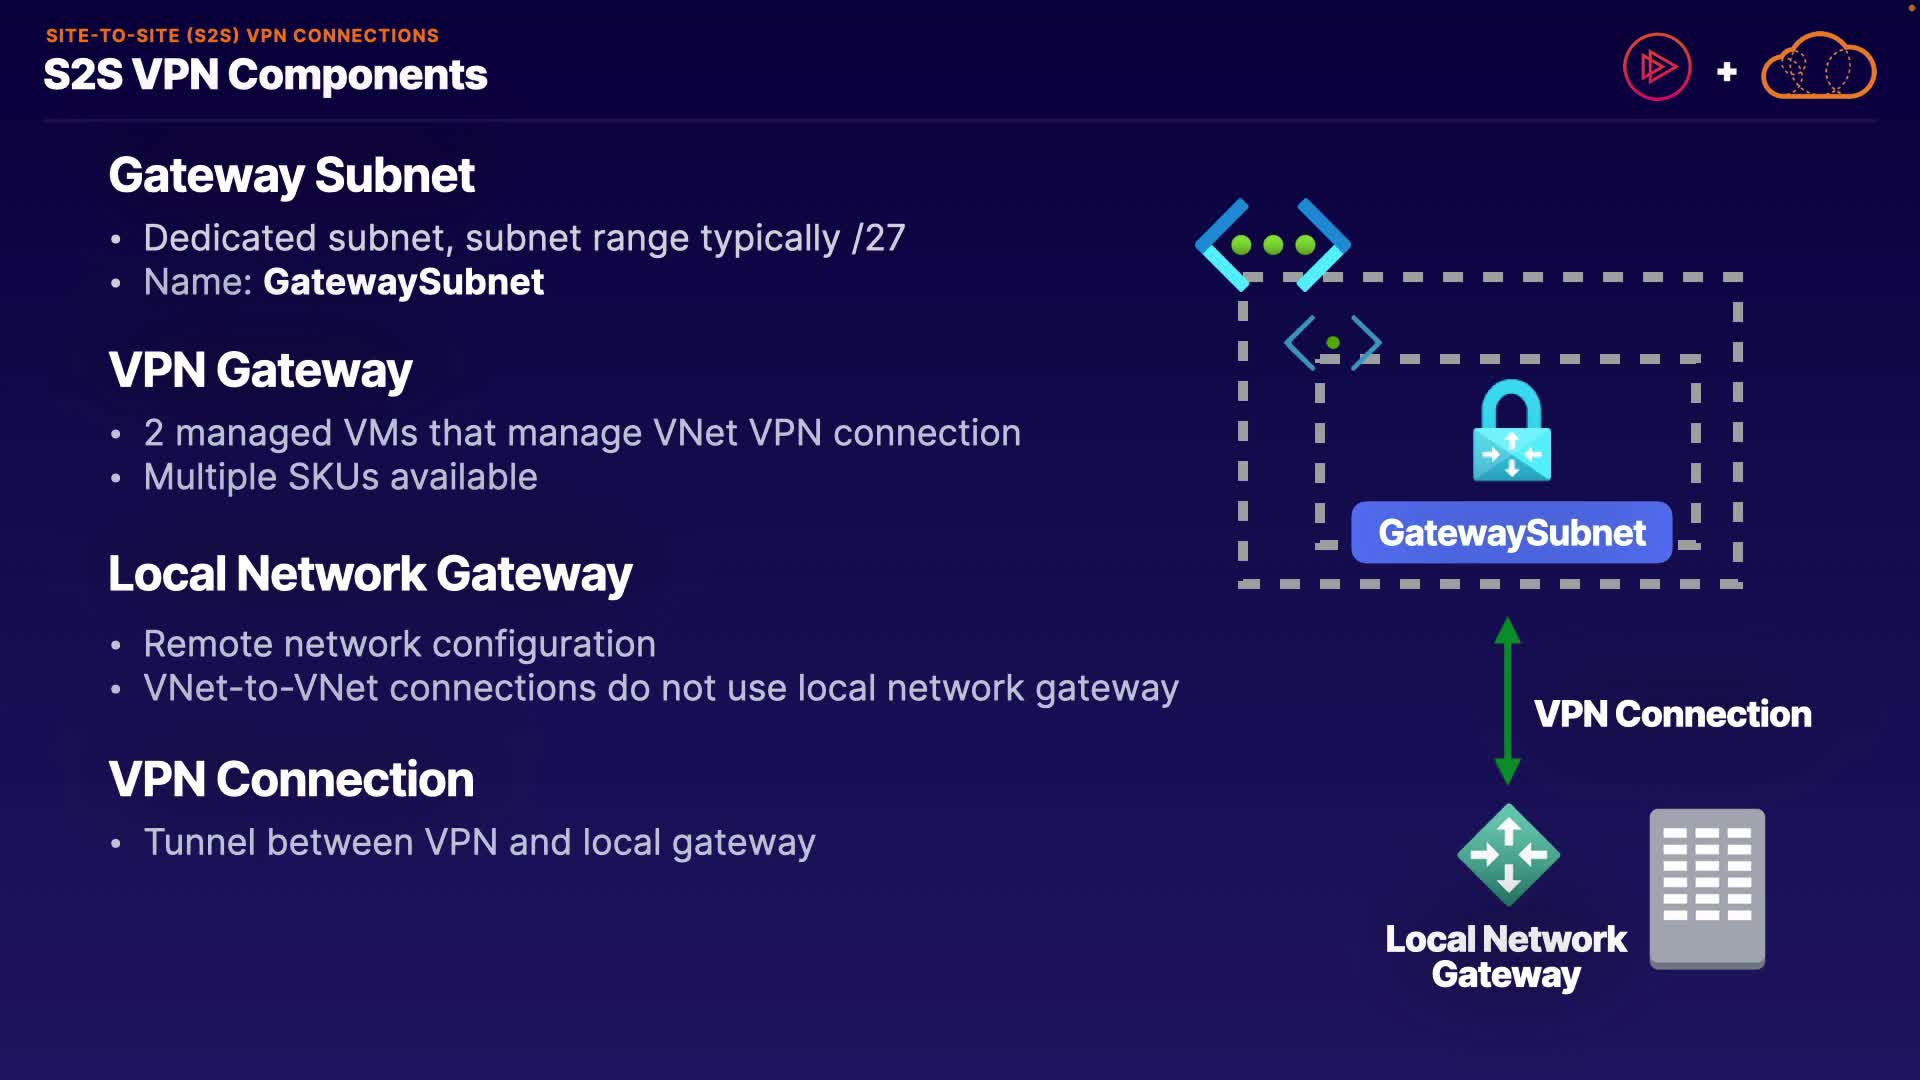 SITE-TO-SITE (S2S) VPN CONNECTIONS
S2S VPN Components
Gateway Subnet
• Dedicated subnet, subnet range typically /27
• Name: GatewaySubnet
VPN Gateway
• 2 managed VMs that manage VNet VPN connection
• Multiple SKUs available
Local Network Gateway
• Remote network configuration
• VNet-to-VNet connections do not use local network gateway
VPN Connection
• Tunnel between VPN and local gateway
GatewaySubnet
VPN Connection
Local Network
Gateway